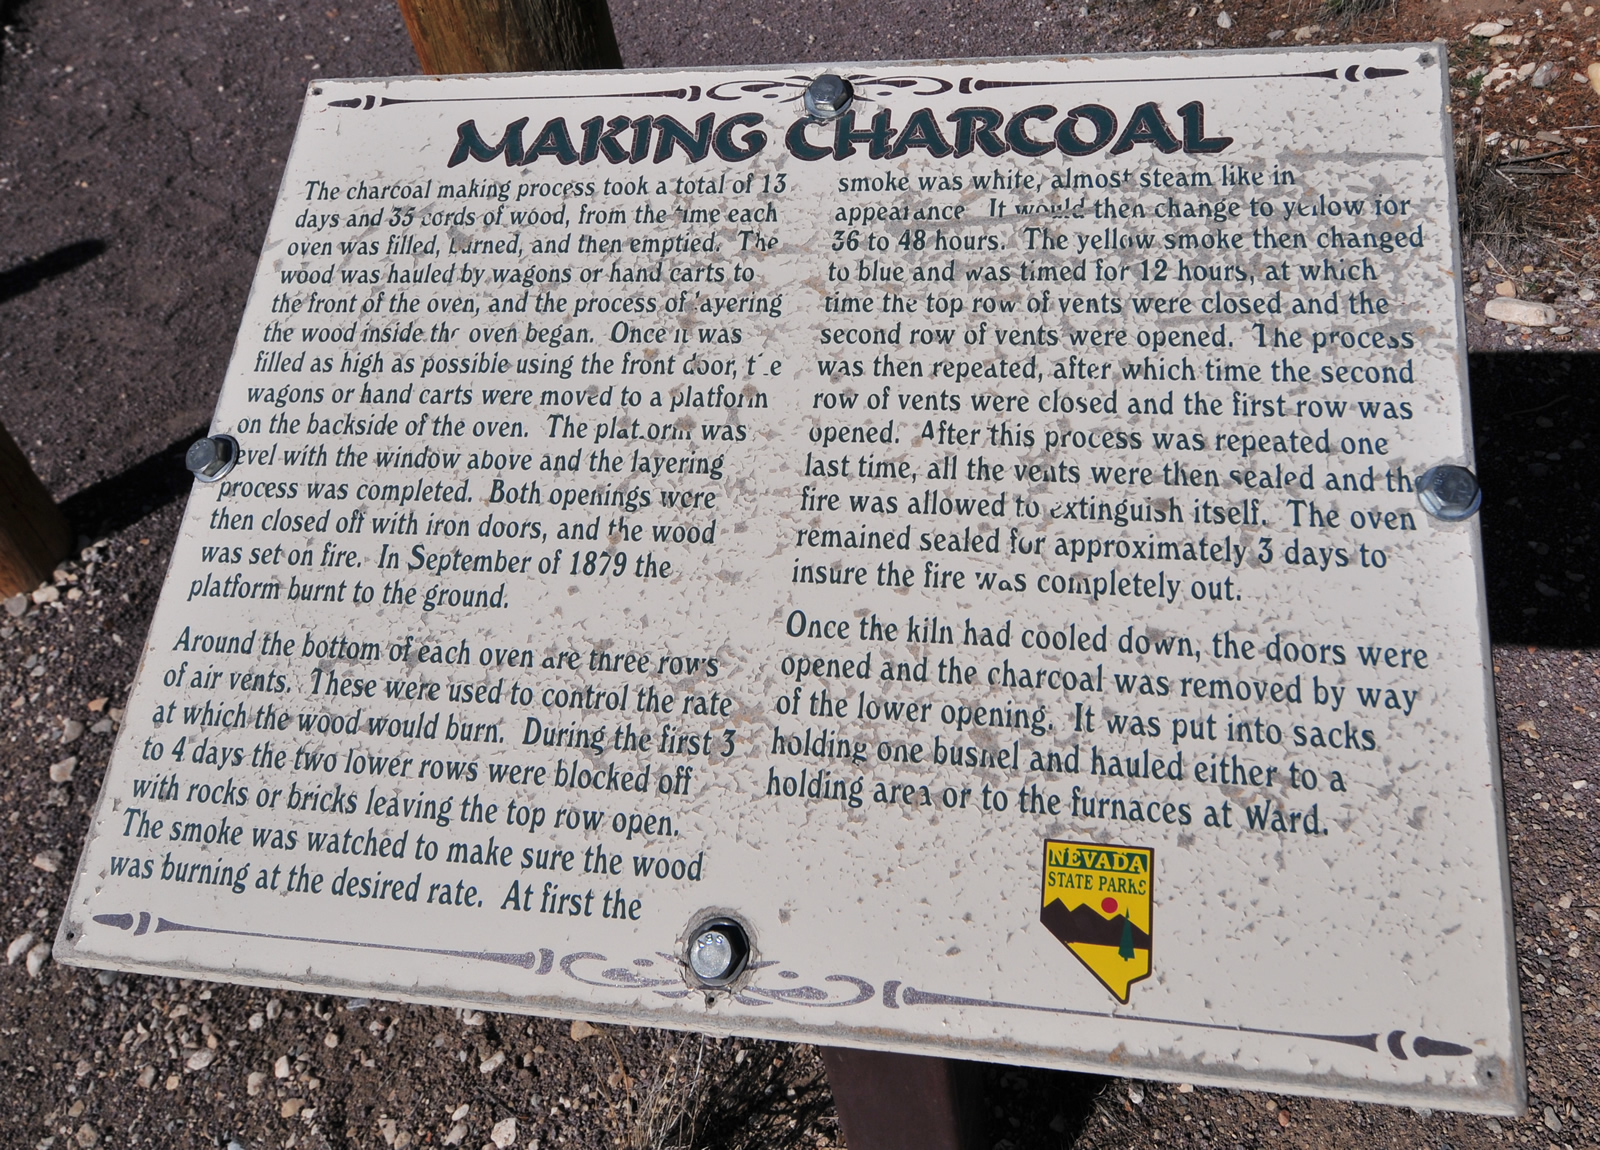 MAKING CHARCOAL
The charcoal making process took a total of 13
days and 35 cords of wood, from the time each
oven was filled, burned, and then emptied. The
wood was hauled by wagons or hand carts to
the front of the oven, and the process of layering
the wood inside the oven began. Once it was
filled as high as possible using the front door, the
wagons or hand carts were moved to a platform
on the backside of the oven. The platform was
level with the window above and the layering
process was completed. Both openings were
then closed off with iron doors, and the wood
was set on fire. In September of 1879 the
platform burnt to the ground.
Around the bottom of each oven are three rows
of air vents. These were used to control the rate
at which the wood would burn. During the first 3
to 4 days the two lower rows were blocked off
with rocks or bricks leaving the top row open.
The smoke was watched to make sure the wood
was burning at the desired rate. At first the
smoke was white, almost steam like in
appearance. It would then change to yellow for
36 to 48 hours. The yellow smoke then changed
to blue and was timed for 12 hours, at which
time the top row of vents were closed and the
second row of vents were opened. The process
was then repeated, after which time the second
row of vents were closed and the first row was
opened. After this process was repeated one
last time, all the vents were then sealed and the
fire was allowed to extinguish itself. The oven
remained sealed for approximately 3 days to
insure the fire was completely out.
Once the kiln had cooled down, the doors were
opened and the charcoal was removed by way
of the lower opening. It was put into sacks
holding one bushel and hauled either to a
holding area or to the furnaces at Ward.
NEVADA
STATE PARKS